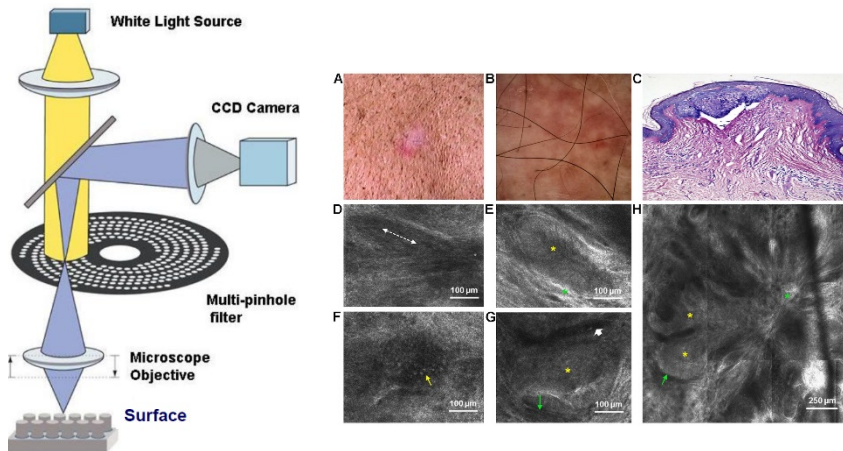 White Light Source
CCD Camera
Multi-pinhole
filter
Microscope
Objective
Surface
A
B
C
D
100 µm
E
100 µm
H
F
100 µm
G
100 µm
250 µm